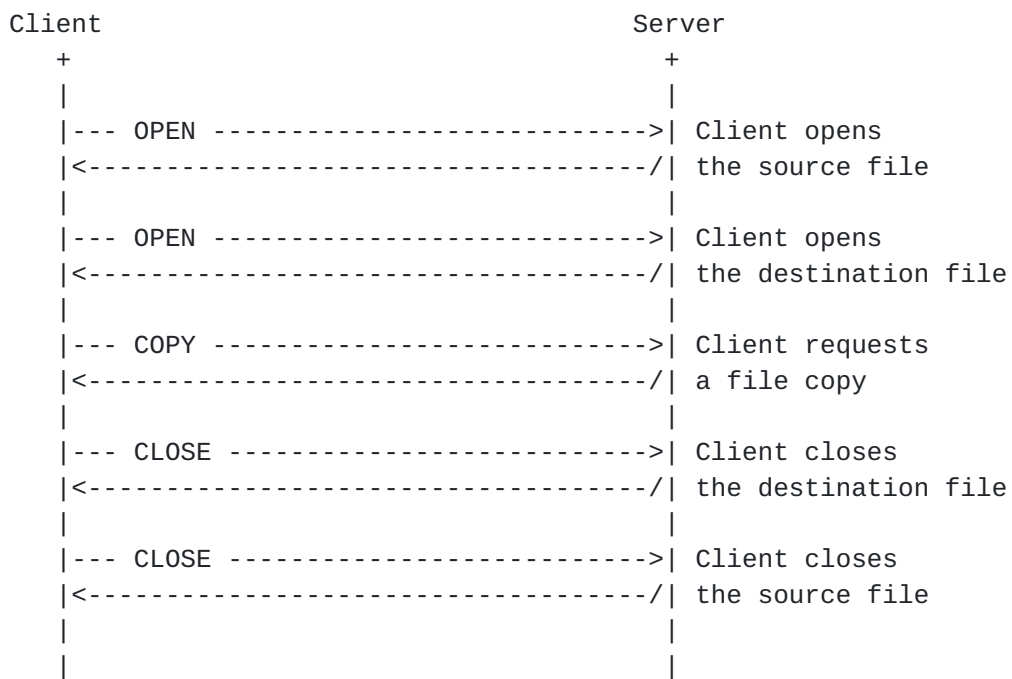 Client                                  Server
   +                                      +
   |                                      |
   |--- OPEN ---------------------------->| Client opens
   |<------------------------------------/| the source file
   |                                      |
   |--- OPEN ---------------------------->| Client opens
   |<------------------------------------/| the destination file
   |                                      |
   |--- COPY ---------------------------->| Client requests
   |<------------------------------------/| a file copy
   |                                      |
   |--- CLOSE --------------------------->| Client closes
   |<------------------------------------/| the destination file
   |                                      |
   |--- CLOSE --------------------------->| Client closes
   |<------------------------------------/| the source file
   |                                      |
   |                                      |